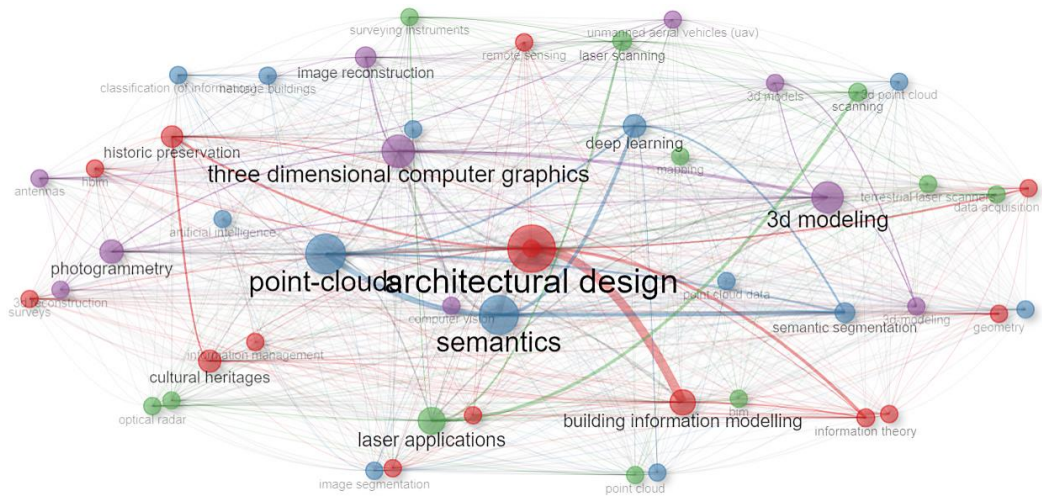 surveying instruments
unmanned aerial vehicles (uav)
remote sensing
laser scanning
image reconstruction
classification (of information)
heritage buildings
3d models
3d point cloud
scanning
deep learning
historic preservation
mapping
three dimensional computer graphics
hbim
antennas
terrestrial laser scanner
data acquisition
3d modeling
artificial intelligence
photogrammetry
point-clouds
architectural design
point cloud data
3d reconstruction
surveys
computer vision
3d modeling
semantic segmentation
geometry
semantics
information management
cultural heritages
optical radar
bim
building information modelling
information theory
laser applications
image segmentation
point cloud